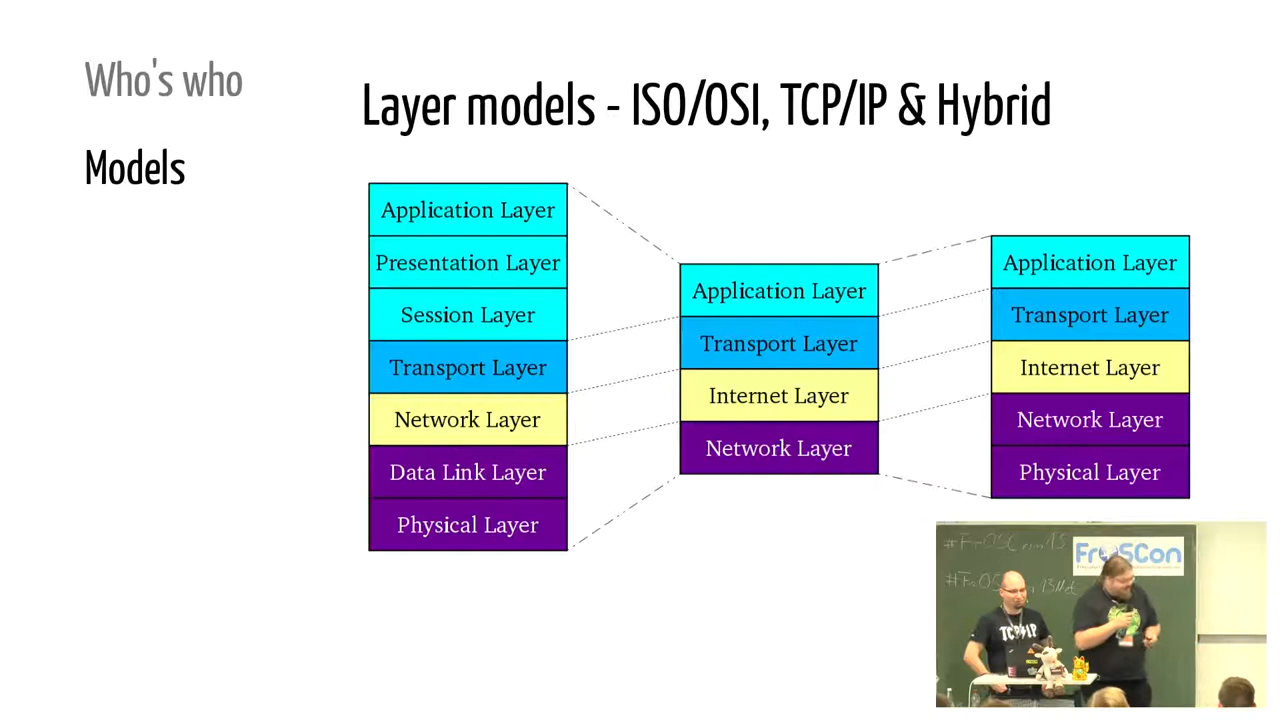 Who's who
Models
Layer models - ISO/OSI, TCP/IP & Hybrid
Application Layer
Presentation Layer
Session Layer
Transport Layer
Network Layer
Data Link Layer
Physical Layer
Application Layer
Transport Layer
Internet Layer
Network Layer
Application Layer
Transport Layer
Internet Layer
Network Layer
Physical Layer
FrOSCon
TCP/IP